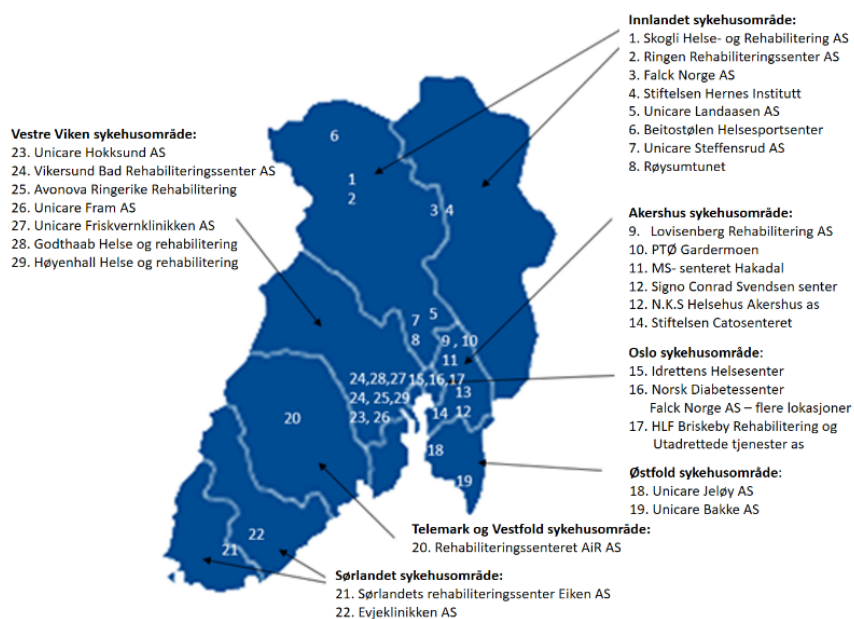 Innlandet sykehusområde:
1. Skogli Helse- og Rehabilitering AS
2. Ringen Rehabiliteringssenter AS
3. Falck Norge AS
4. Stiftelsen Hernes Institutt
5. Unicare Landaasen AS
6. Beitostølen Helsesportsenter
7. Unicare Steffensrud AS
8. Røysumtunet
Vestre Viken sykehusområde:
23. Unicare Hokksund AS
24. Vikersund Bad Rehabiliteringssenter AS
25. Avonova Ringerike Rehabilitering
26. Unicare Fram AS
27. Unicare Friskvernklinikken AS
28. Godthaab Helse og rehabilitering
29. Høyenhall Helse og rehabilitering
Akershus sykehusområde:
9. Lovisenberg Rehabilitering AS
10. PTØ Gardermoen
11. MS- senteret Hakadal
12. Signo Conrad Svendsen senter
12. N.K.S Helsehus Akershus as
14. Stiftelsen Catosenteret
Oslo sykehusområde:
15. Idrettens Helsesenter
16. Norsk Diabetessenter
Falck Norge AS – flere lokasjoner
17. HLF Briskeby Rehabilitering og
Utadrettede tjenester as
Østfold sykehusområde:
18. Unicare Jeløy AS
19. Unicare Bakke AS
Telemark og Vestfold sykehusområde:
20. Rehabiliteringssenteret AiR AS
Sørlandet sykehusområde:
21. Sørlandets rehabiliteringssenter Eiken AS
22. Evjeklinikken AS
6
1
2
3 4
7 5
8
9 , 10
11
24,28,27 15,16,17
24, 25,29 13
23, 26 14 12
20
18
19
22
21